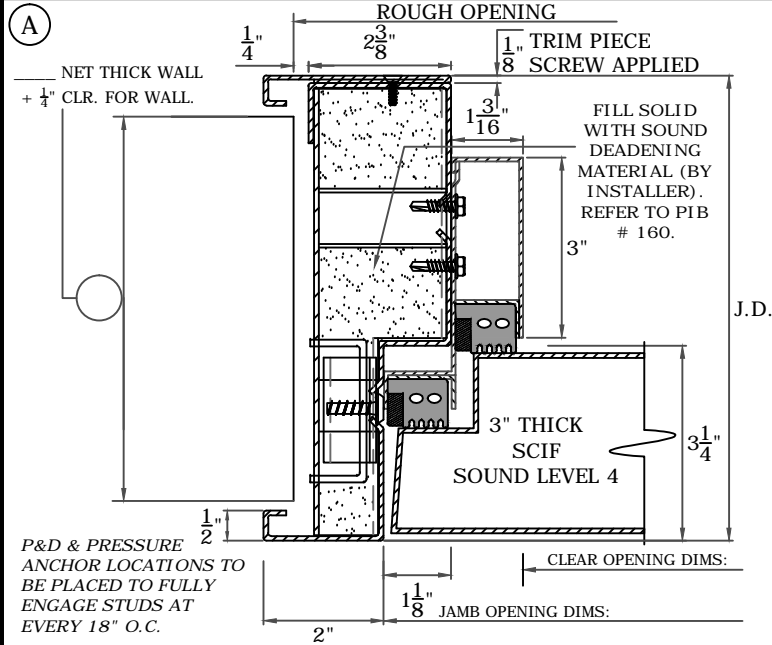 A
ROUGH OPENING
1/4"
2 3/8"
1/8" TRIM PIECE
SCREW APPLIED
____ NET THICK WALL
+ 1/4" CLR. FOR WALL.
1 3/16"
FILL SOLID
WITH SOUND
DEADENING
MATERIAL (BY
INSTALLER).
REFER TO PIB
# 160.
3"
J.D.
3" THICK
SCIF
SOUND LEVEL 4
3 1/4"
1/2"
P&D & PRESSURE
ANCHOR LOCATIONS TO
BE PLACED TO FULLY
ENGAGE STUDS AT
EVERY 18" O.C.
CLEAR OPENING DIMS:
1 1/8"
JAMB OPENING DIMS:
2"